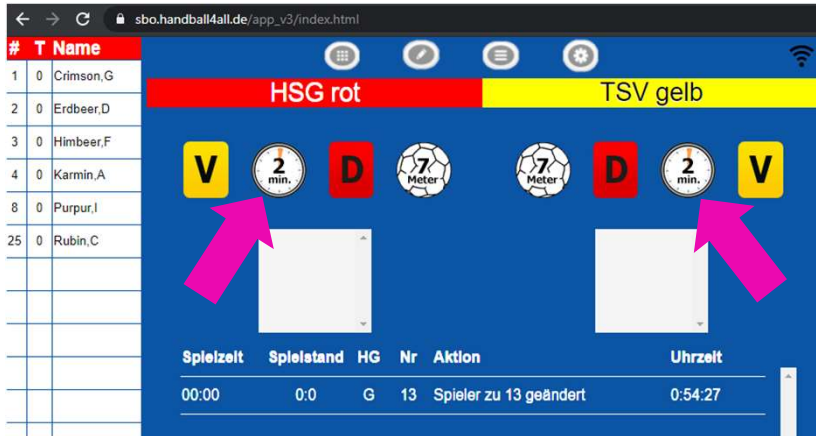 sbo.handball4all.de/app_v3/index.html
# T Name
1 0 Crimson,G
2 0 Erdbeer,D
3 0 Himbeer,F
4 0 Karmin,A
8 0 Purpur,I
25 0 Rubin,C
HSG rot TSV gelb
V 2 min. D 7 Meter 7 Meter D 2 min. V
Spielzeit Spielstand HG Nr Aktion Uhrzeit
00:00 0:0 G 13 Spieler zu 13 geändert 0:54:27